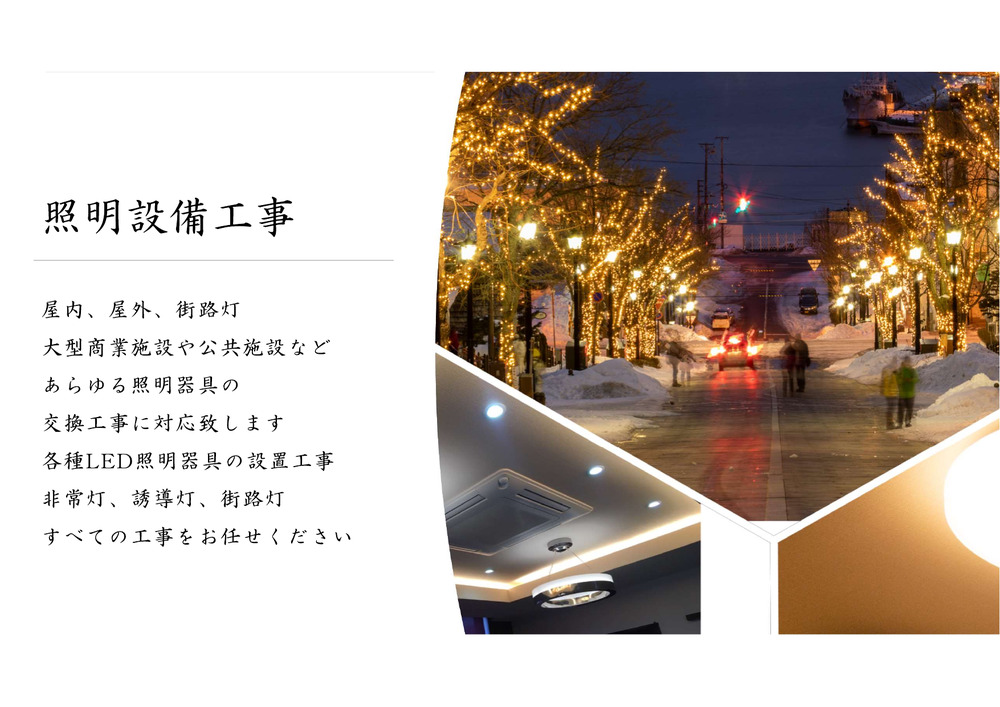 照明設備工事
屋内、屋外、街路灯
大型商業施設や公共施設など
あらゆる照明器具の
交換工事に対応致します
各種LED照明器具の設置工事
非常灯、誘導灯、街路灯
すべての工事をお任せください